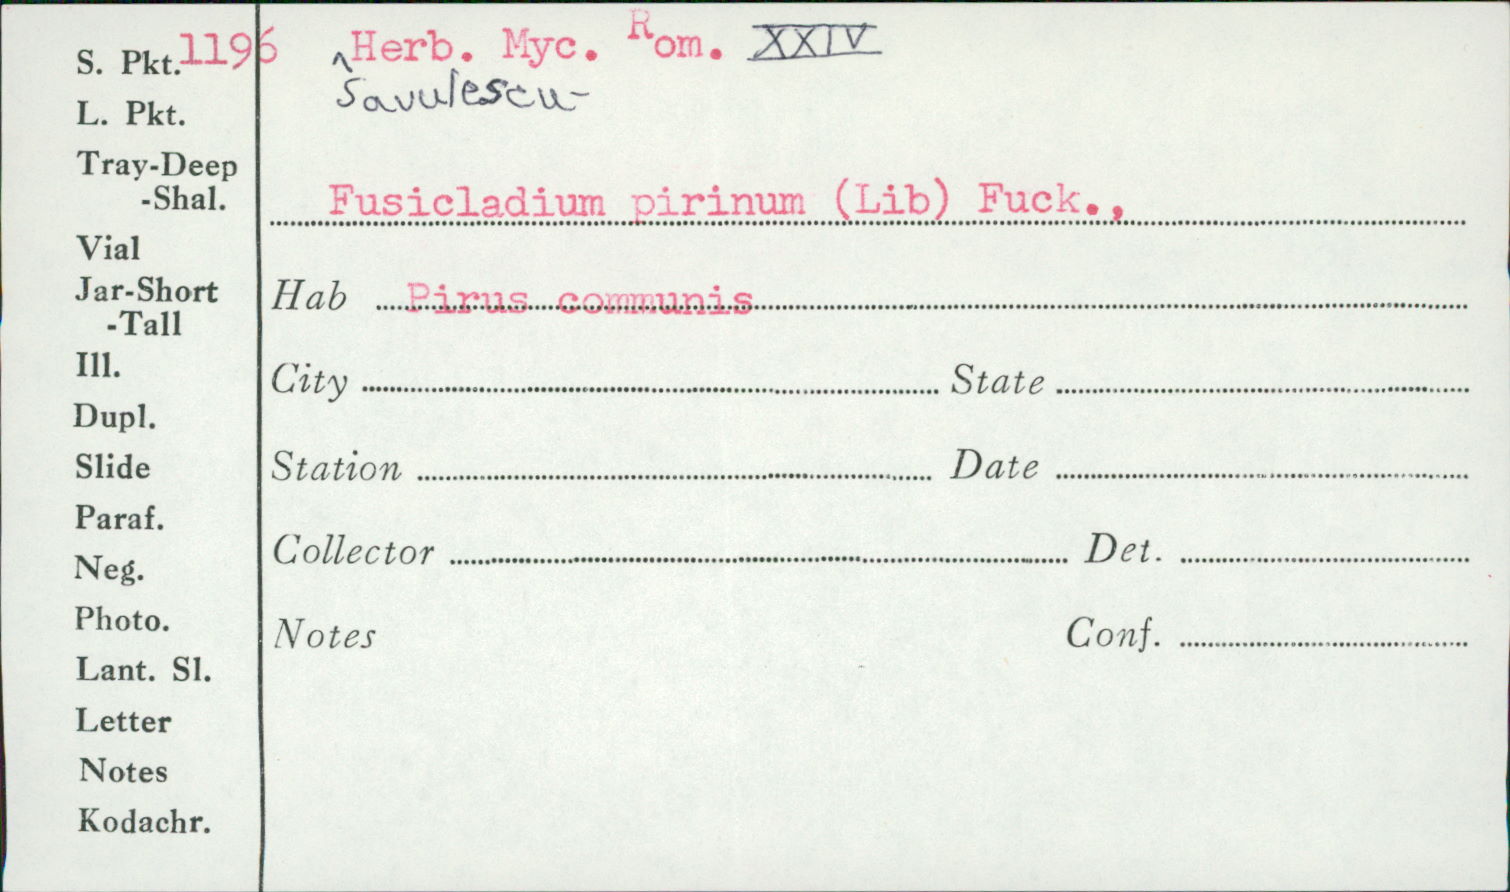 S. Pkt. 1196
L. Pkt.
Tray-Deep
-Shal.
Vial
Jar-Short
-Tall
Ill.
Dupl.
Slide
Paraf.
Neg.
Photo.
Lant. Sl.
Letter
Notes
Kodachr.
^Herb. Myc. Rom. XXIV
Savulescu-
Fusicladium pirinum (Lib) Fuck.,
Hab Pirus communis
City State
Station Date
Collector Det.
Notes Conf.